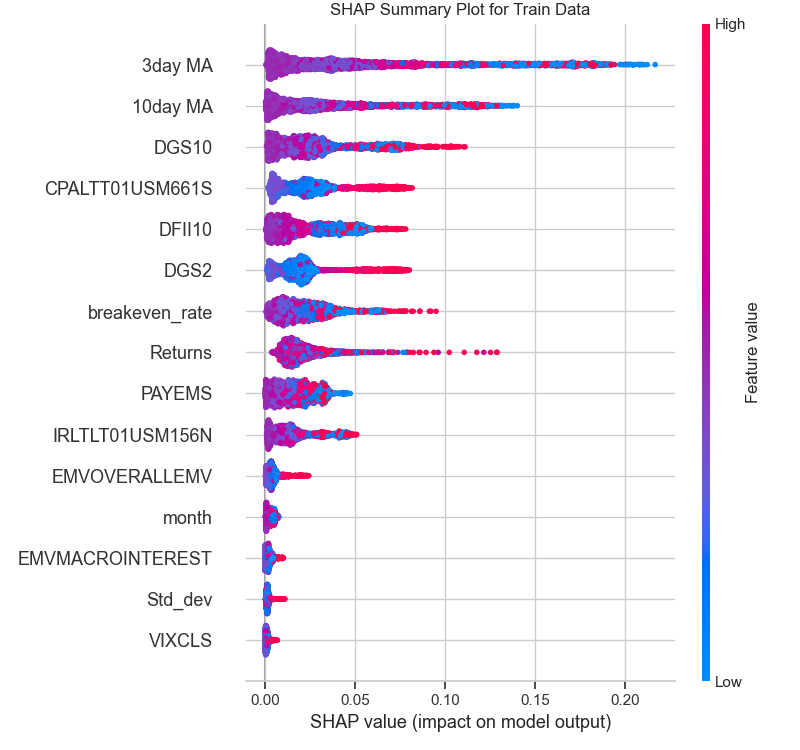 SHAP Summary Plot for Train Data
High
3day MA
10day MA
DGS10
CPALTT01USM661S
DFII10
DGS2
breakeven_rate
Returns
PAYEMS
IRLTLT01USM156N
EMVOVERALLEMV
month
EMVMACROINTEREST
Std_dev
VIXCLS
Feature value
Low
0.00 0.05 0.10 0.15 0.20
SHAP value (impact on model output)